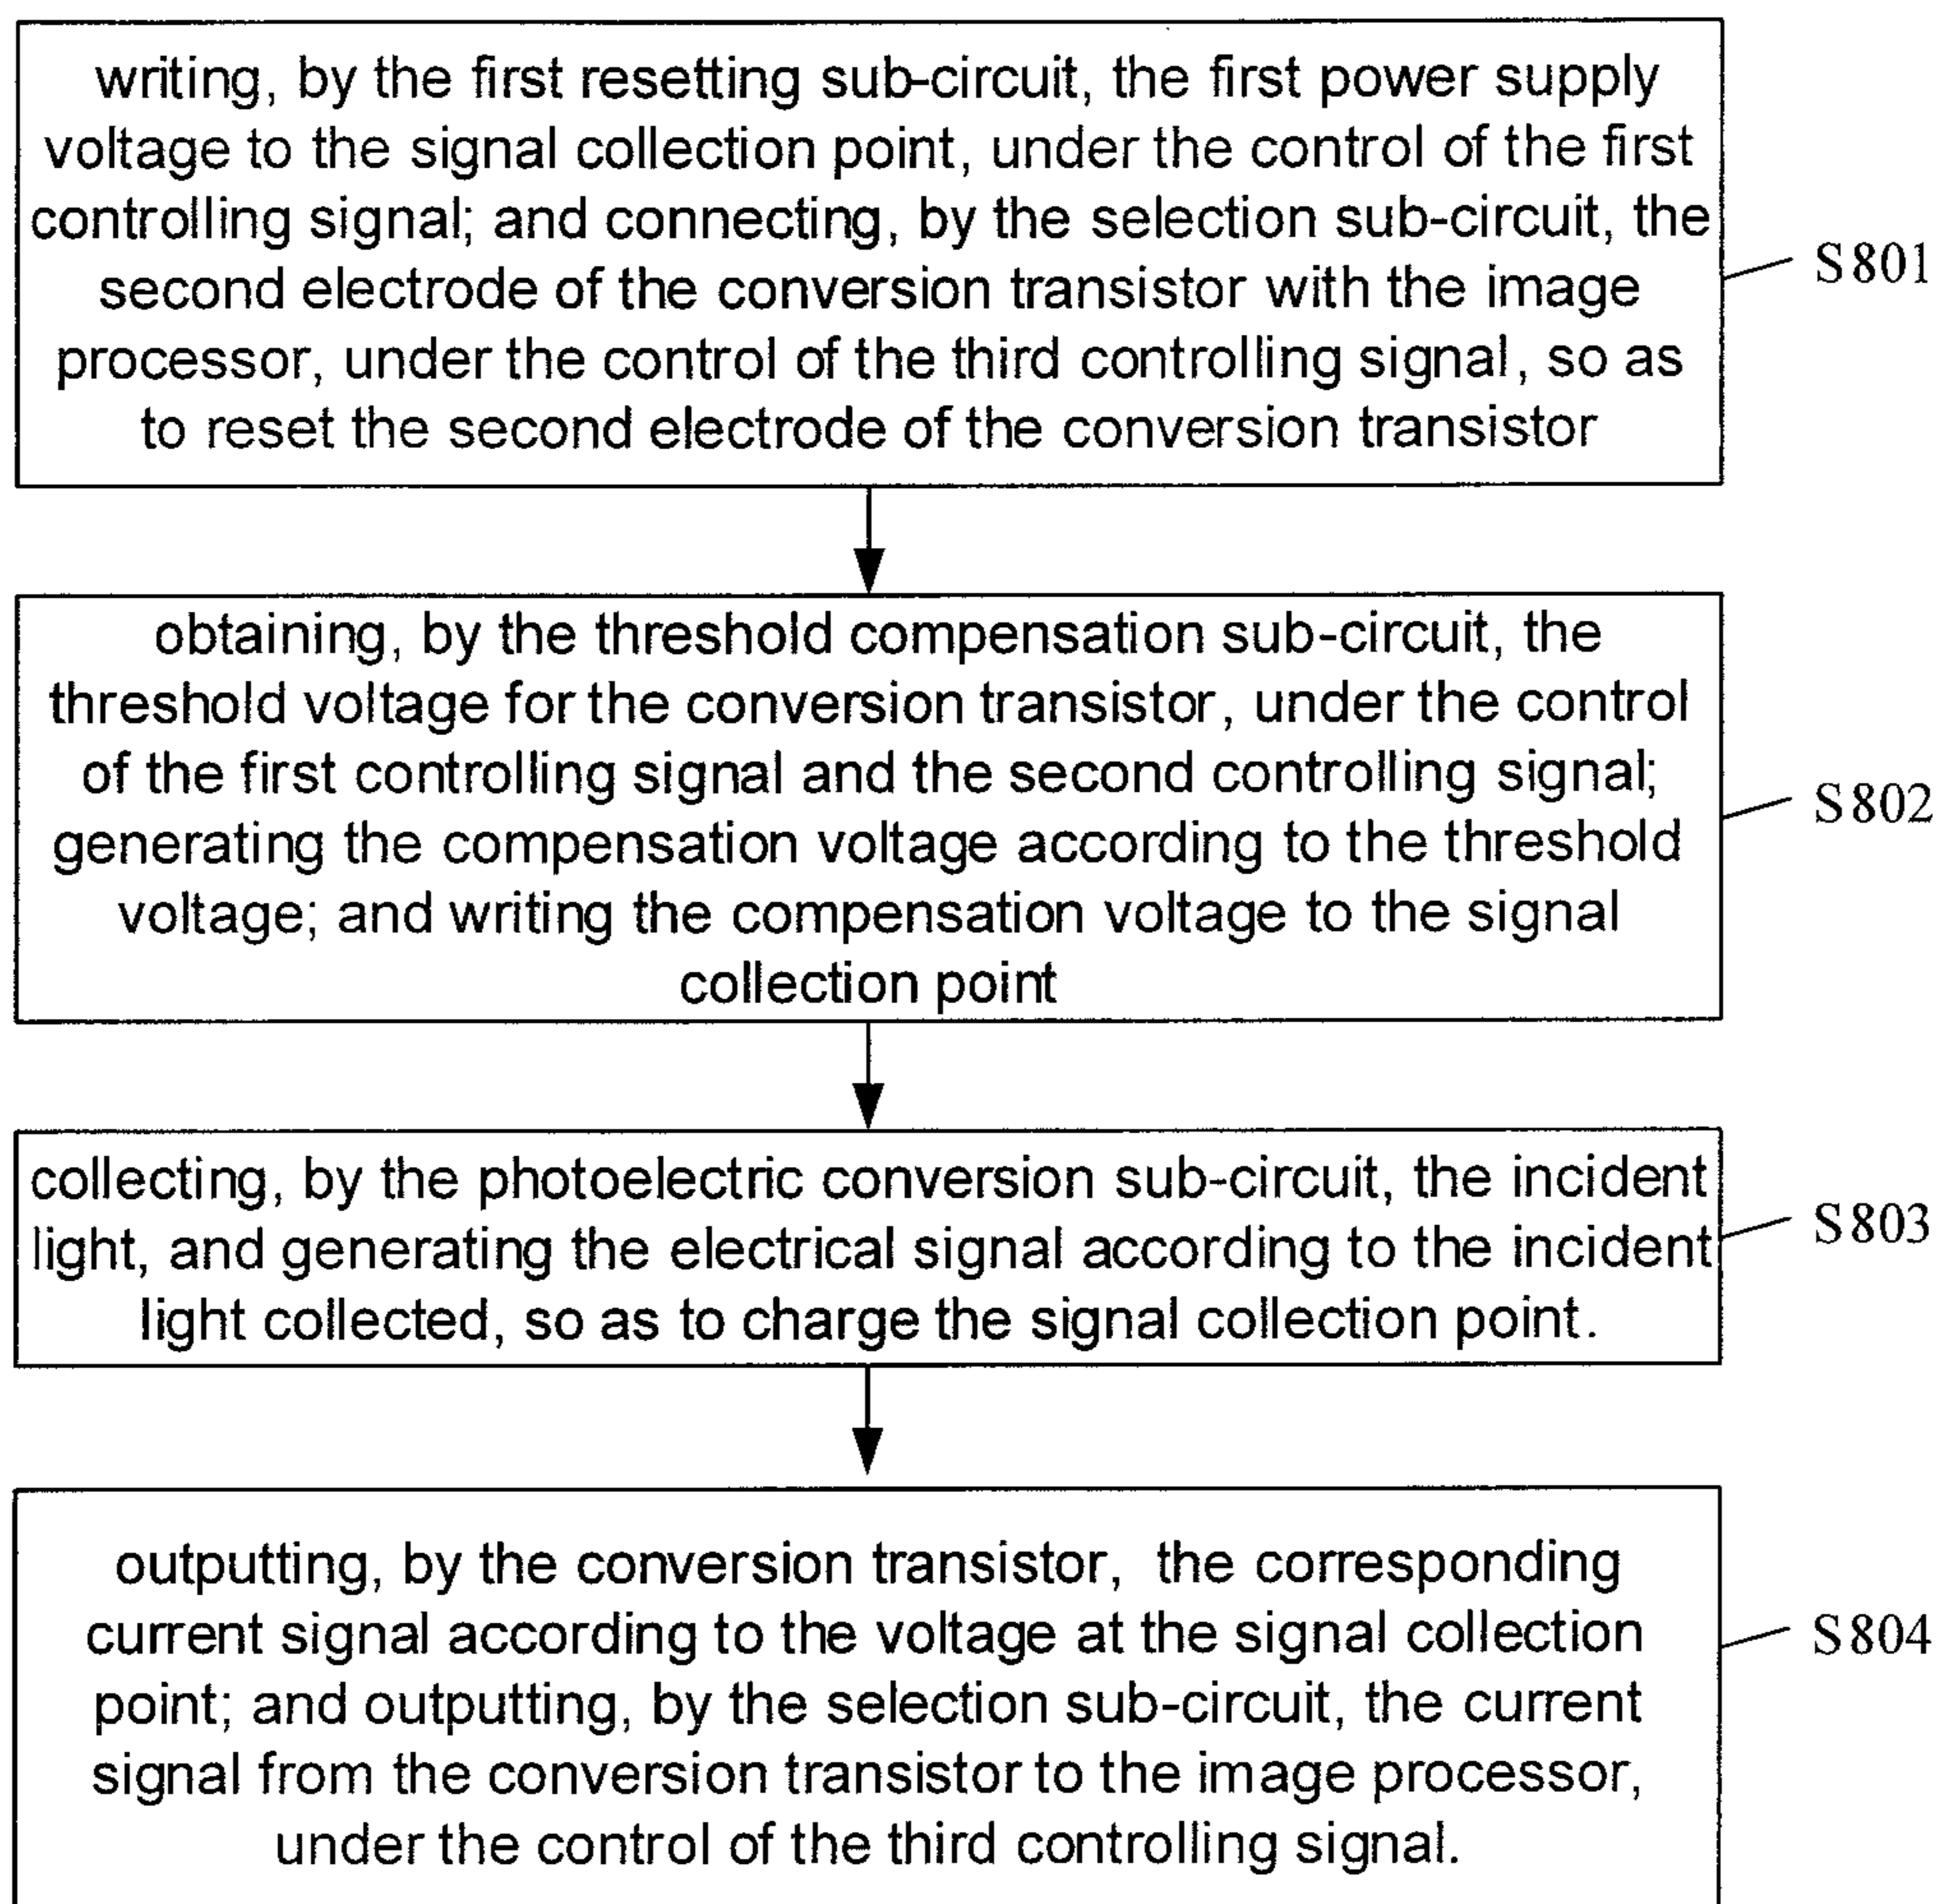 writing, by the first resetting sub-circuit, the first power supply
voltage to the signal collection point, under the control of the first
controlling signal; and connecting, by the selection sub-circuit, the
second electrode of the conversion transistor with the image
processor, under the control of the third controlling signal, so as
to reset the second electrode of the conversion transistor
S801
obtaining, by the threshold compensation sub-circuit, the
threshold voltage for the conversion transistor, under the control
of the first controlling signal and the second controlling signal;
generating the compensation voltage according to the threshold
voltage; and writing the compensation voltage to the signal
collection point
S802
collecting, by the photoelectric conversion sub-circuit, the incident
light, and generating the electrical signal according to the incident
light collected, so as to charge the signal collection point.
S803
outputting, by the conversion transistor, the corresponding
current signal according to the voltage at the signal collection
point; and outputting, by the selection sub-circuit, the current
signal from the conversion transistor to the image processor,
under the control of the third controlling signal.
S804